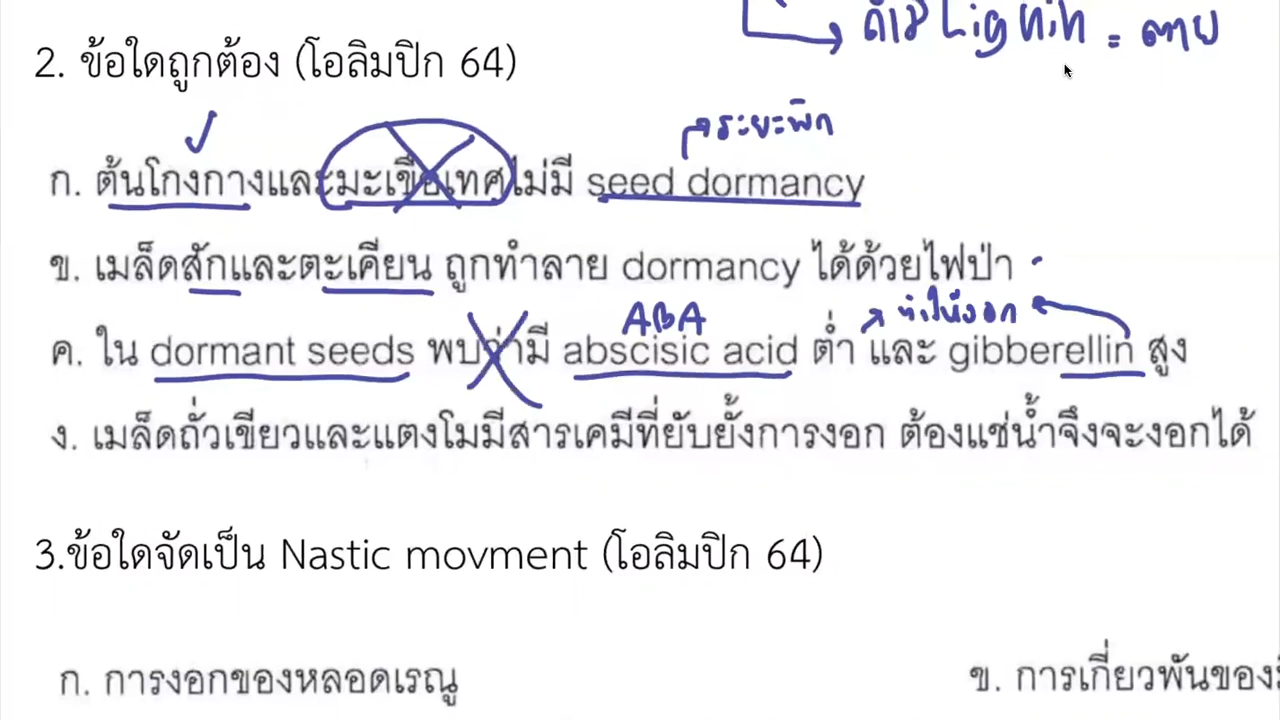 ถ้ามี Lignin = ตาย
2. ข้อใดถูกต้อง (โอลิมปิก 64)
ระยะพัก
ก. ต้นโกงกางและมะเขือเทศไม่มี seed dormancy
ข. เมล็ดสักและตะเคียน ถูกทำลาย dormancy ได้ด้วยไฟป่า
ABA ทำให้งอก
ค. ใน dormant seeds พบว่ามี abscisic acid ต่ำ และ gibberellin สูง
ง. เมล็ดถั่วเขียวและแตงโมมีสารเคมีที่ยับยั้งการงอก ต้องแช่น้ำจึงจะงอกได้
3.ข้อใดจัดเป็น Nastic movment (โอลิมปิก 64)
ก. การงอกของหลอดเรณู ข. การเกี่ยวพันของ